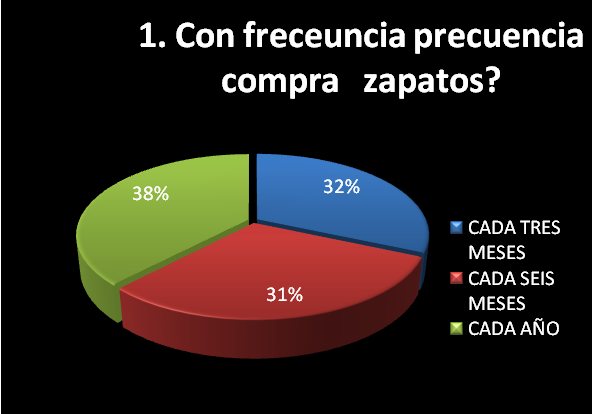 1. Con freceuncia precuencia
compra zapatos?
38%
32%
31%
CADA TRES
MESES
CADA SEIS
MESES
CADA AÑO